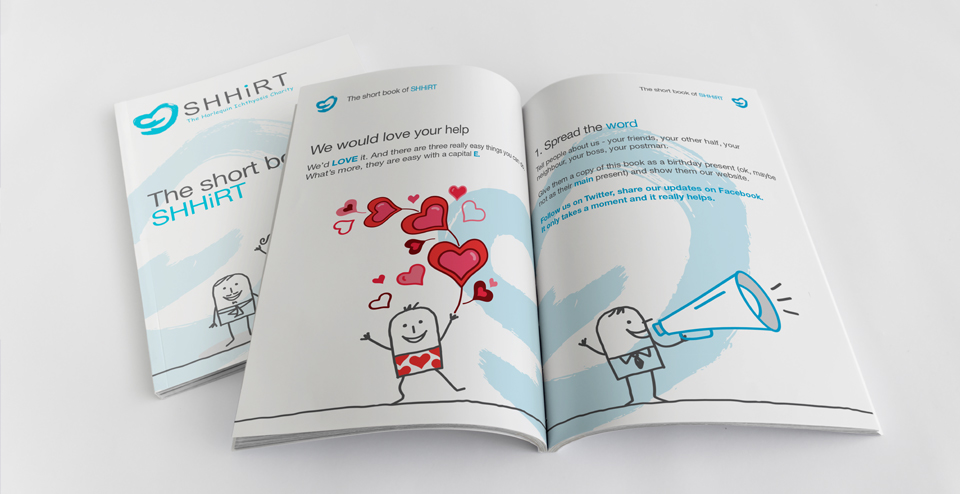 SHHiRT
The Harlequin Ichthyosis Charity
The short bo
SHHiRT
The short book of SHHiRT
We would love your help
We'd LOVE it. And there are three really easy things you can do.
What's more, they are easy with a capital E.
The short book of SHHiRT
1. Spread the word
Tell people about us - your friends, your other half, your
neighbour, your boss, your postman.
Give them a copy of this book as a birthday present (ok, maybe
not as their main present) and show them our website.
Follow us on Twitter, share our updates on Facebook.
It only takes a moment and it really helps.